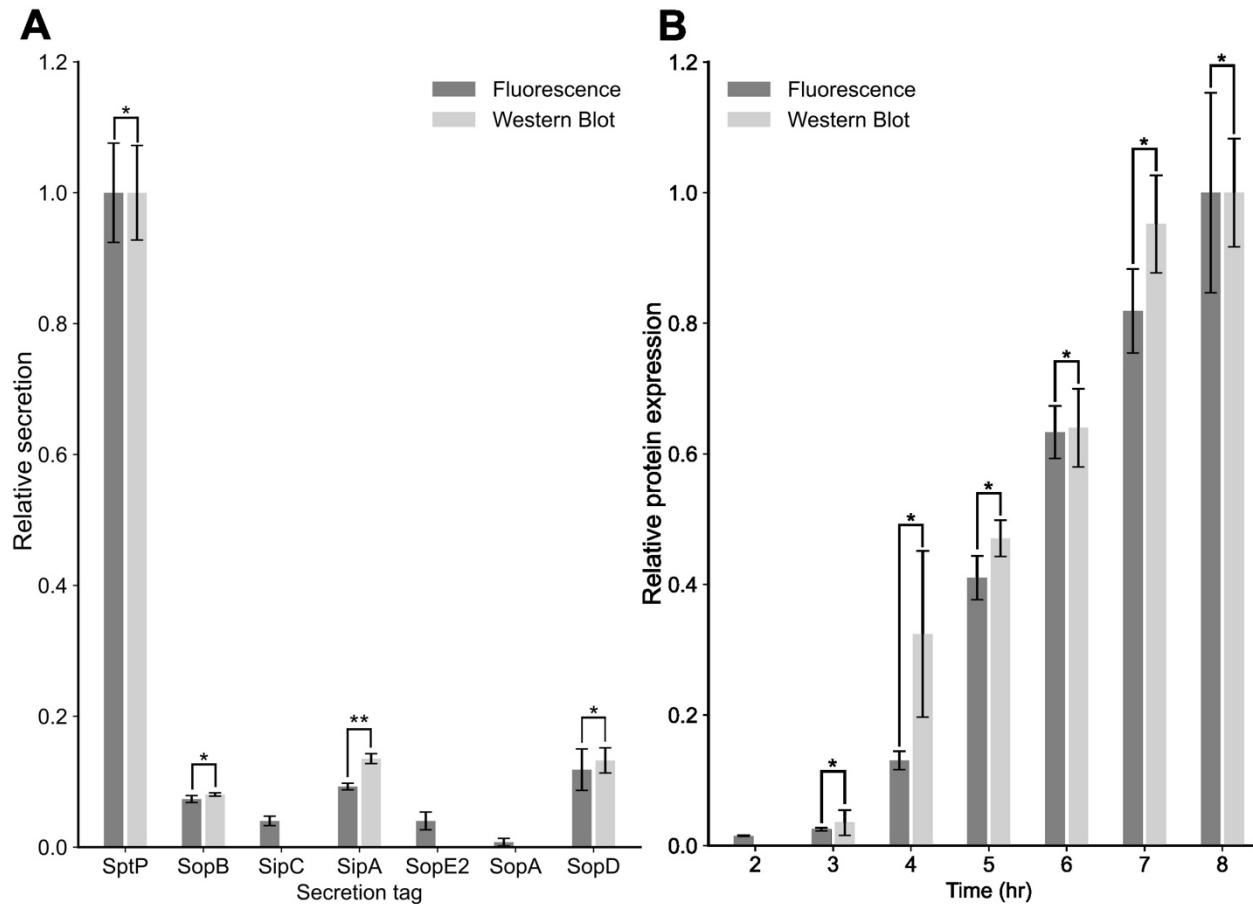 A
Relative secretion
1.2
1.0
0.8
0.6
0.4
0.2
0.0
Fluorescence
Western Blot
*
*
**
*
SptP SopB SipC SipA SopE2 SopA SopD
Secretion tag
B
Relative protein expression
1.2
1.0
0.8
0.6
0.4
0.2
0.0
Fluorescence
Western Blot
*
*
*
*
*
*
2 3 4 5 6 7 8
Time (hr)